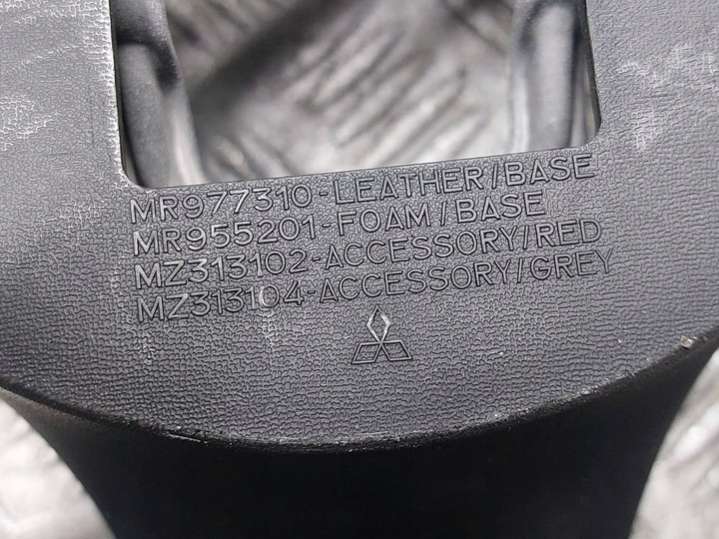 MR977310-LEATHER/BASE
MR955201-FOAM/BASE
MZ313102-ACCESSORY/RED
MZ313104-ACCESSORY/GREY